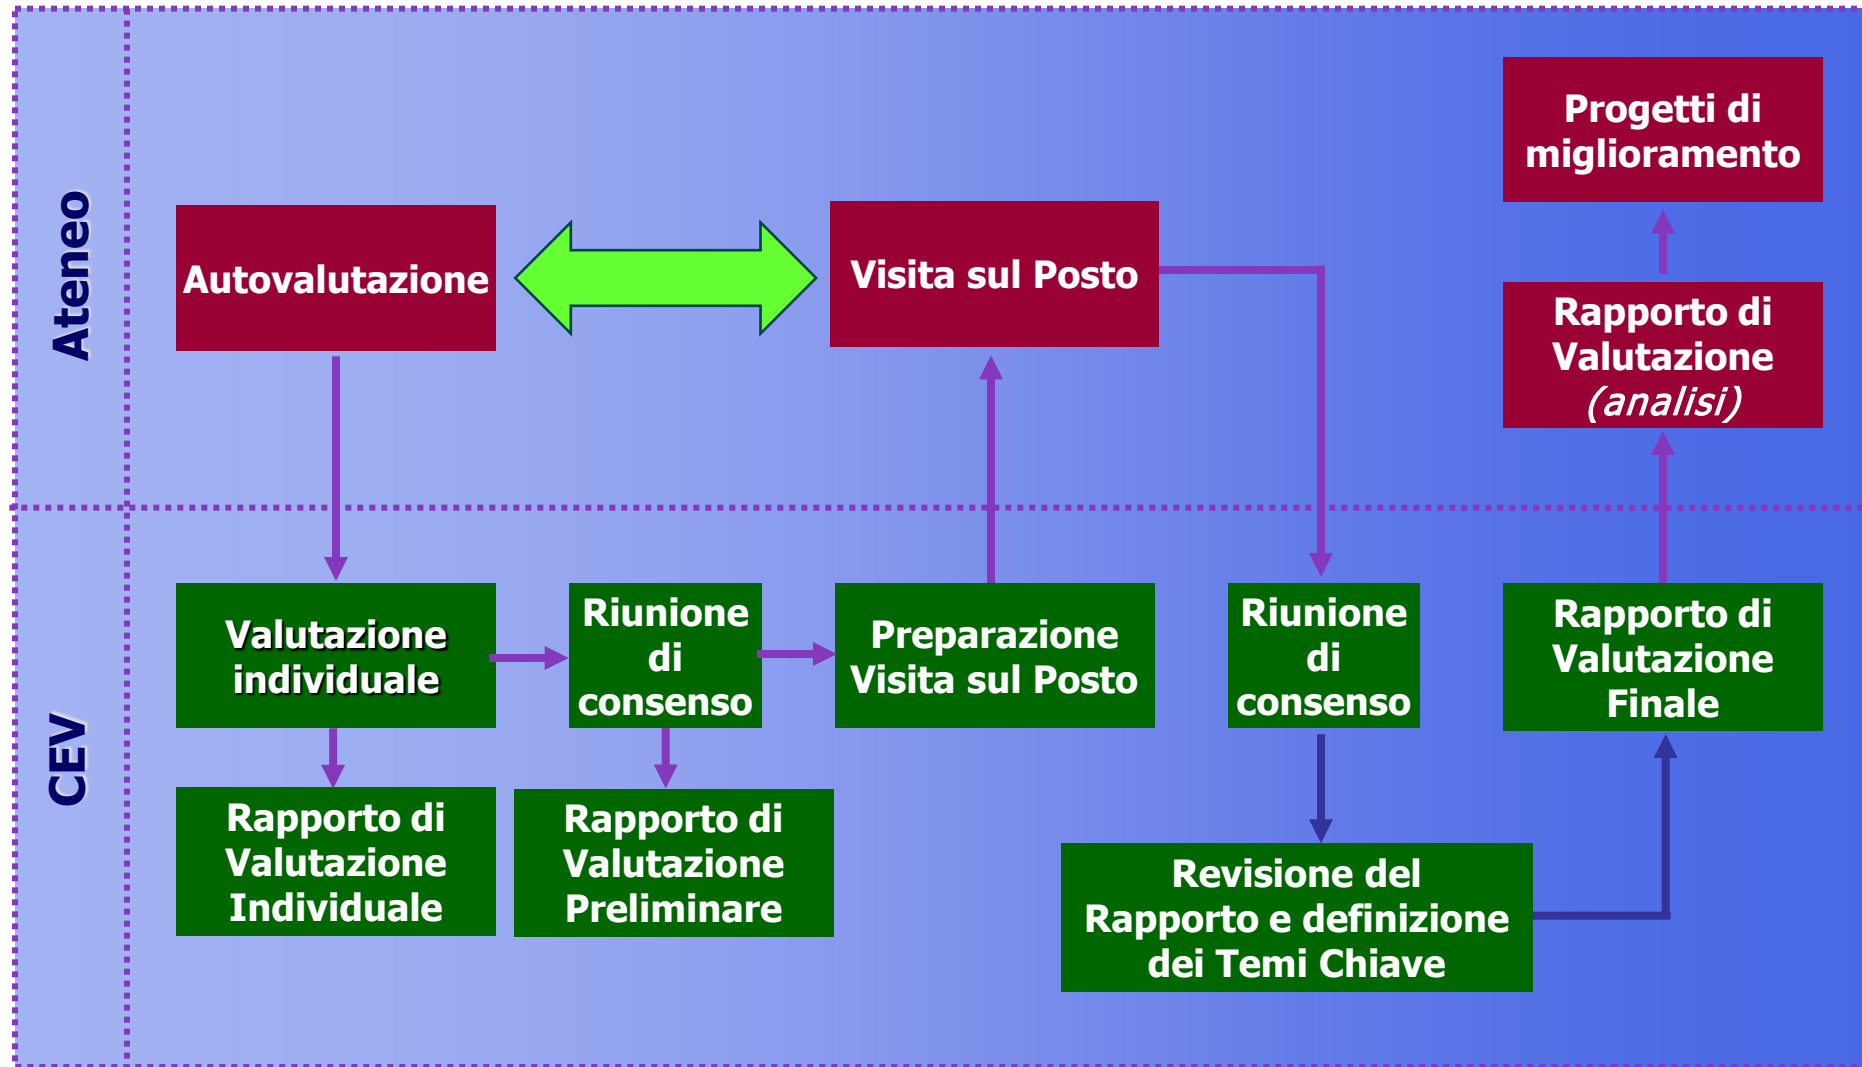 Ateneo
Autovalutazione
Visita sul Posto
Progetti di
miglioramento
Rapporto di
Valutazione
(analisi)
CEV
Valutazione
individuale
Riunione
di
consenso
Preparazione
Visita sul Posto
Riunione
di
consenso
Rapporto di
Valutazione
Finale
Rapporto di
Valutazione
Individuale
Rapporto di
Valutazione
Preliminare
Revisione del
Rapporto e definizione
dei Temi Chiave